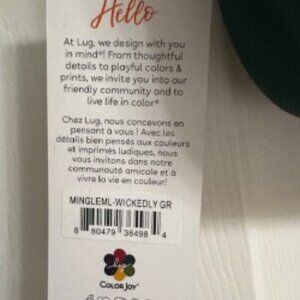 Hello
At Lug, we design with you
in mind®! From thoughtful
details to playful colors &
prints, we invite you into our
friendly community and to
live life in color®
Chez Lug, nous concevons en
pensant à vous ! Avec les
détails bien pensés aux couleurs
et imprimés ludiques, nous
vous invitons dans notre
communauté amicale et à
vivre la vie en couleur!
MINGLEML-WICKEDLY GR
8 80479 36498 4
lug
COLOR JOY